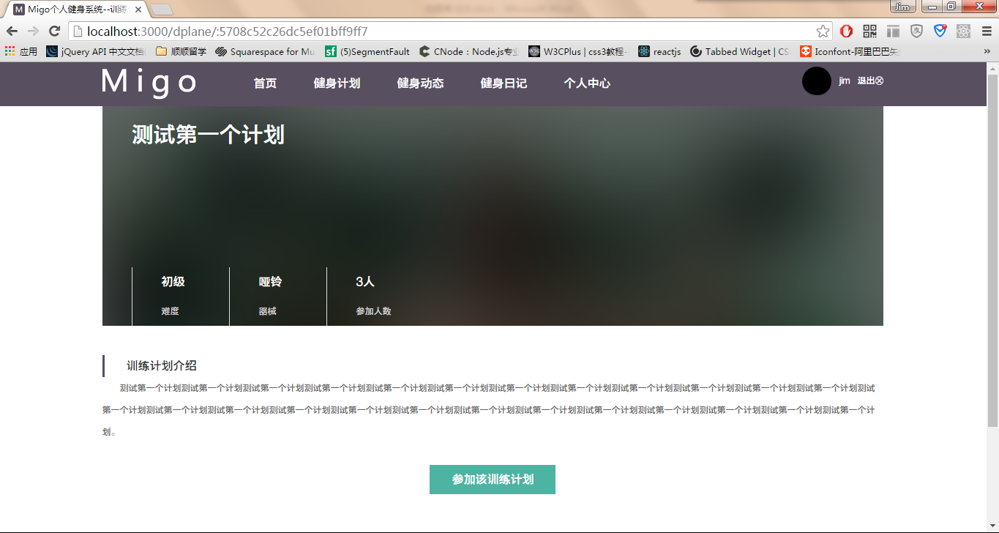 Migo个人健身系统--训练
Jim
localhost:3000/dplane/:5708c52c26dc5ef01bff9ff7
应用 jQuery API 中文文档 顺顺留学 Squarespace for Mu (5)SegmentFault CNode：Node.js专业 W3CPlus | css3教程- reactjs Tabbed Widget | CS Iconfont-阿里巴巴矢 »
Migo 首页 健身计划 健身动态 健身日记 个人中心 jim 退出
测试第一个计划
初级 哑铃 3人
难度 器械 参加人数
训练计划介绍
测试第一个计划测试第一个计划测试第一个计划测试第一个计划测试第一个计划测试第一个计划测试第一个计划测试第一个计划测试第一个计划测试第一个计划测试第一个计划测试第一个计划测试
第一个计划测试第一个计划测试第一个计划测试第一个计划测试第一个计划测试第一个计划测试第一个计划测试第一个计划测试第一个计划测试第一个计划测试第一个计划测试第一个计划测试第一个计
划。
参加该训练计划